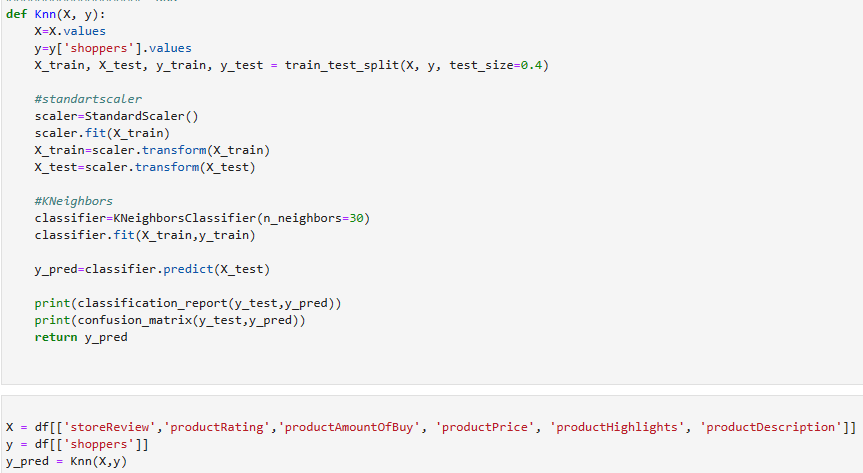 def Knn(X, y):
    X=X.values
    y=y['shoppers'].values
    X_train, X_test, y_train, y_test = train_test_split(X, y, test_size=0.4)
    #standartscaler
    scaler=StandardScaler()
    scaler.fit(X_train)
    X_train=scaler.transform(X_train)
    X_test=scaler.transform(X_test)
    #KNeighbors
    classifier=KNeighborsClassifier(n_neighbors=30)
    classifier.fit(X_train,y_train)
    y_pred=classifier.predict(X_test)
    print(classification_report(y_test,y_pred))
    print(confusion_matrix(y_test,y_pred))
    return y_pred
X = df[['storeReview','productRating','productAmountOfBuy', 'productPrice', 'productHighlights', 'productDescription']]
y = df[['shoppers']]
y_pred = Knn(X,y)